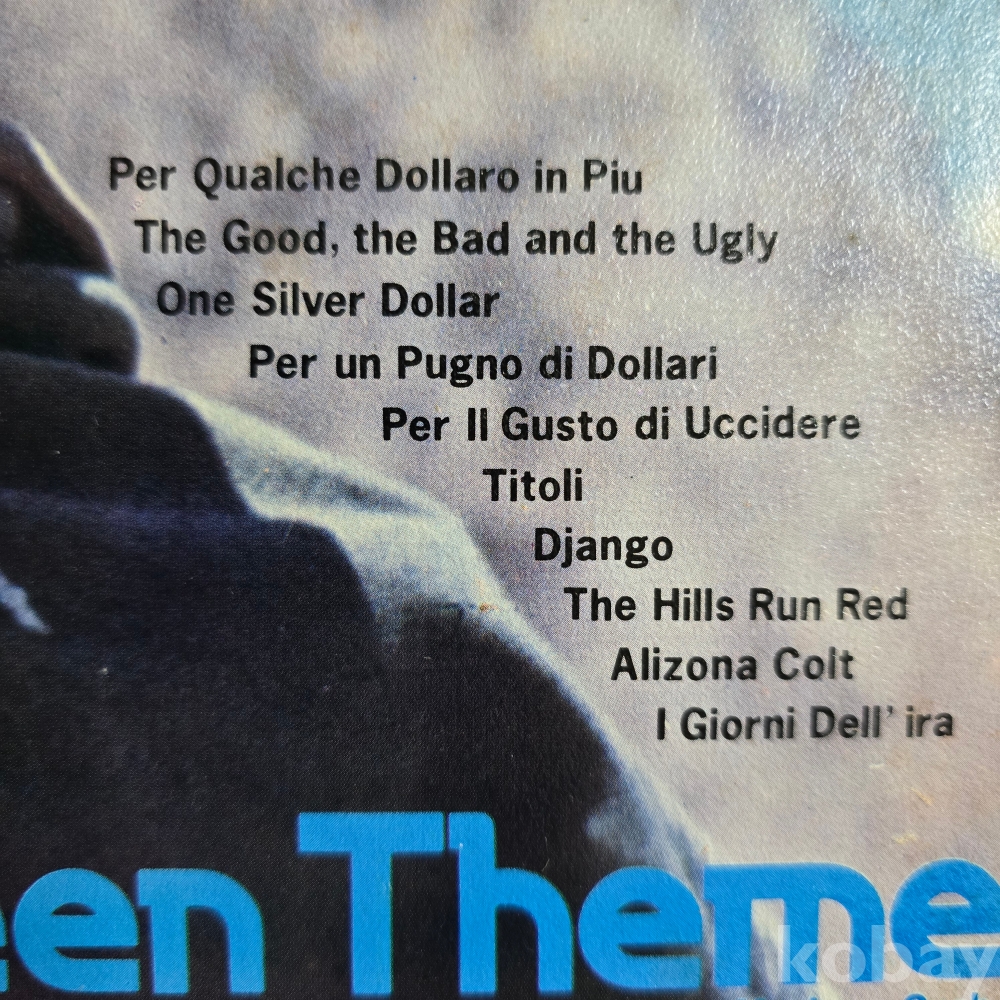 Per Qualche Dollaro in Piu
The Good, the Bad and the Ugly
One Silver Dollar
Per un Pugno di Dollari
Per Il Gusto di Uccidere
Titoli
Django
The Hills Run Red
Alizona Colt
I Giorni Dell' ira
een Theme
kobay